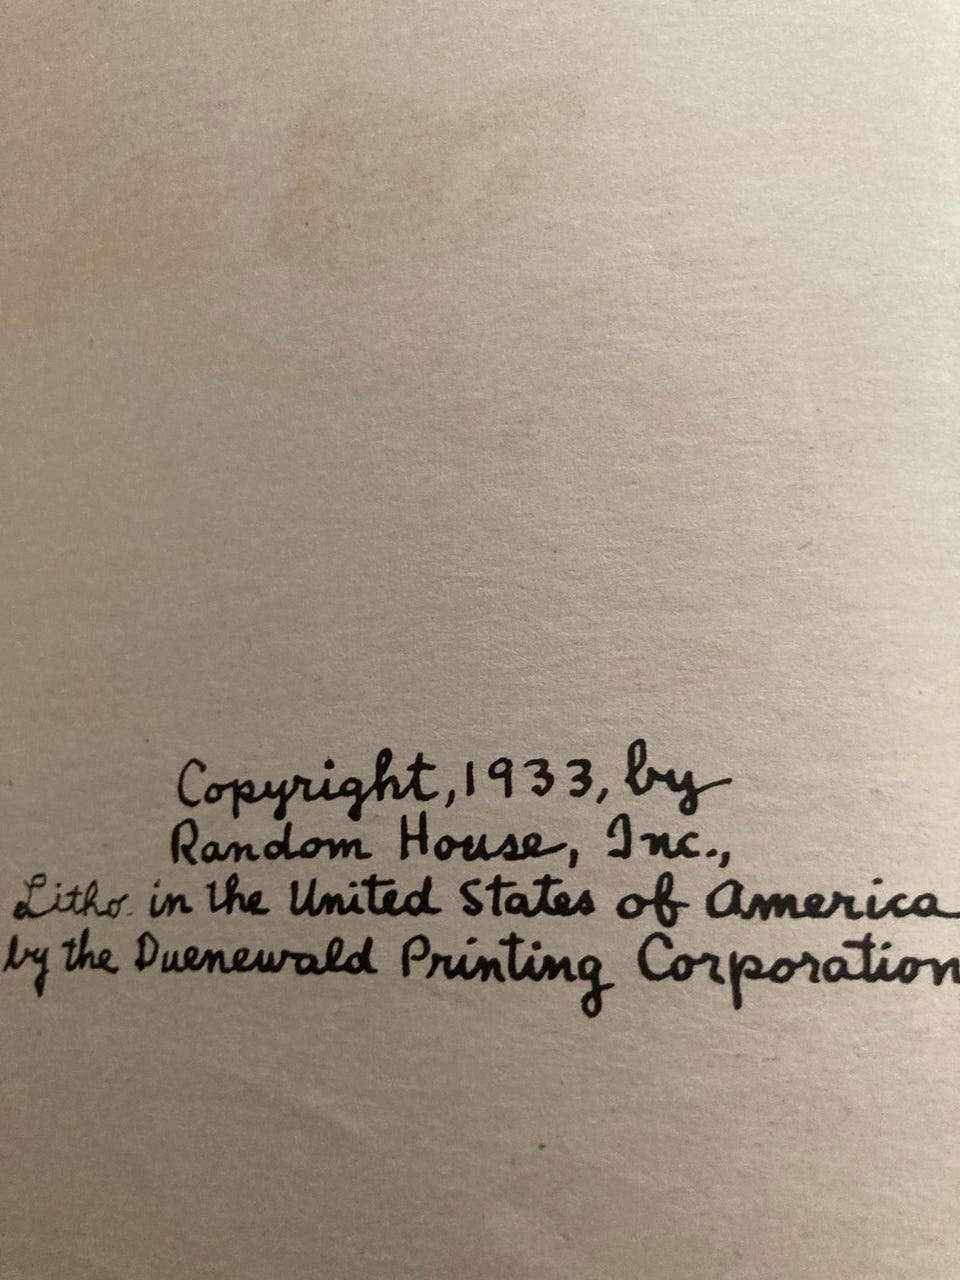 Copyright, 1933, by
Random House, Inc.,
Litho. in the United States of America
by the Duenewald Printing Corporation